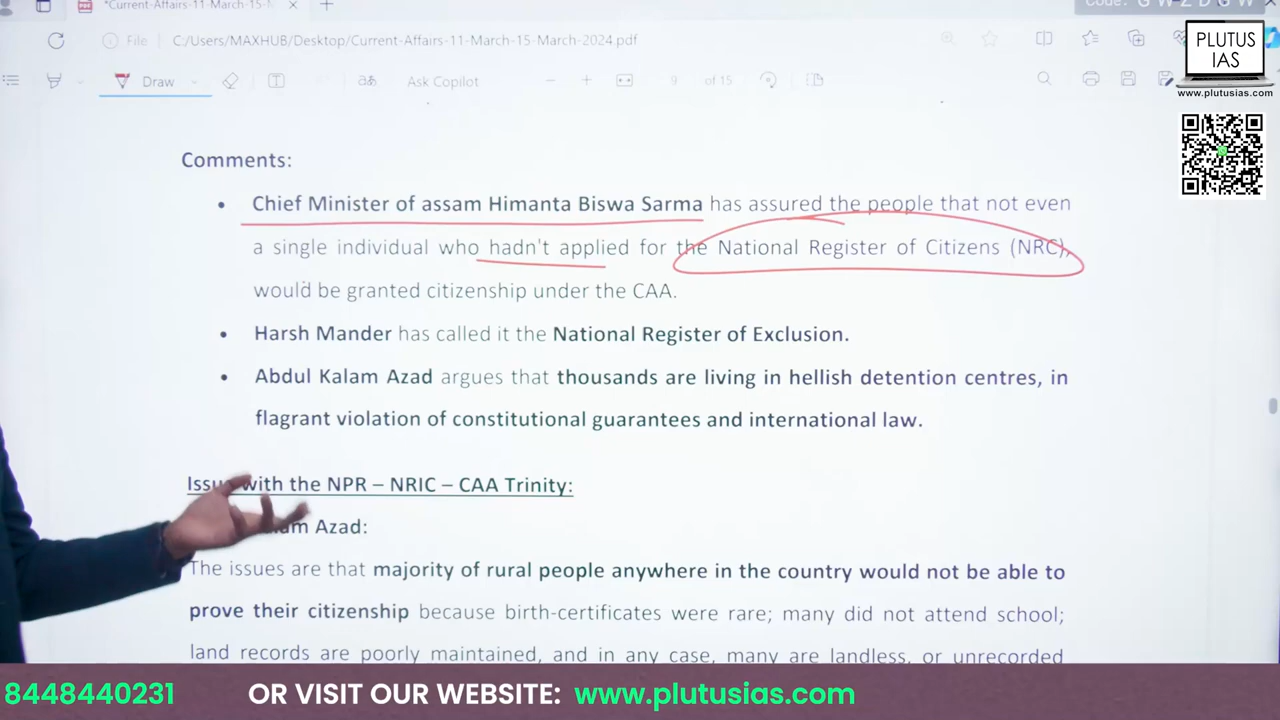 *Current-Affairs-11-March-15-M
Code: G W Z D G W
File C:/Users/MAXHUB/Desktop/Current-Affairs-11-March-15-March-2024.pdf
Draw Ask Copilot 9 of 15
PLUTUS
IAS
www.plutusias.com
Comments:
• Chief Minister of assam Himanta Biswa Sarma has assured the people that not even
a single individual who hadn't applied for the National Register of Citizens (NRC),
would be granted citizenship under the CAA.
• Harsh Mander has called it the National Register of Exclusion.
• Abdul Kalam Azad argues that thousands are living in hellish detention centres, in
flagrant violation of constitutional guarantees and international law.
Issue with the NPR – NRIC – CAA Trinity:
Azad:
The issues are that majority of rural people anywhere in the country would not be able to
prove their citizenship because birth-certificates were rare; many did not attend school;
land records are poorly maintained, and in any case, many are landless, or unrecorded
8448440231 OR VISIT OUR WEBSITE: www.plutusias.com